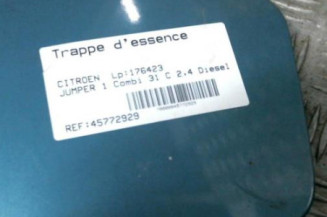 Trappe d'essence
CITROEN Lp:176423
JUMPER 1 Combi 31 C 2.4 Diesel
REF:45772929